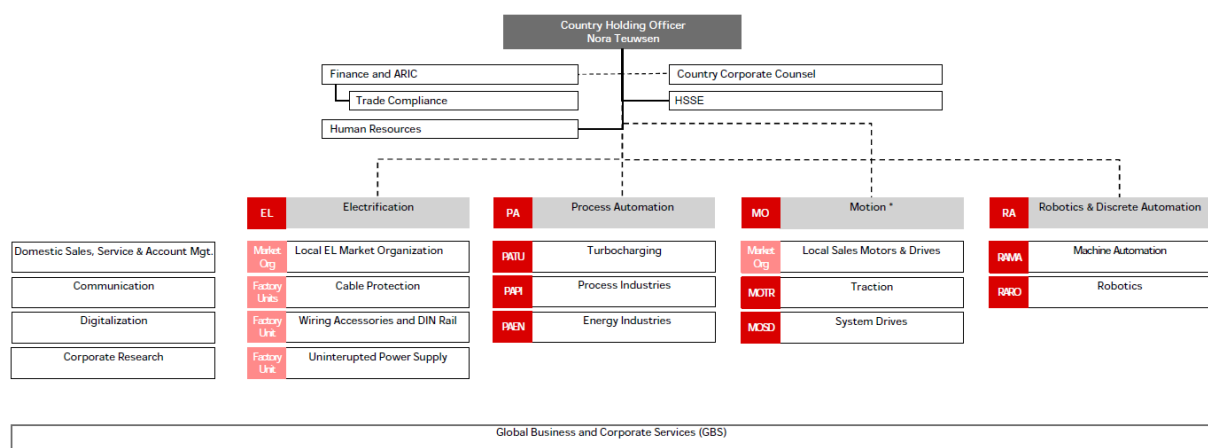 Country Holding Officer
Nora Teuwsen
Finance and ARIC
Country Corporate Counsel
Trade Compliance
HSSE
Human Resources
EL
Electrification
PA
Process Automation
MO
Motion *
RA
Robotics & Discrete Automation
Domestic Sales, Service & Account Mgt.
Market
Org
Local EL Market Organization
PATU
Turbocharging
Market
Org
Local Sales Motors & Drives
RAMA
Machine Automation
Communication
Factory
Units
Cable Protection
PAPI
Process Industries
MOTR
Traction
RARO
Robotics
Digitalization
Factory
Unit
Wiring Accessories and DIN Rail
PAEN
Energy Industries
MOSD
System Drives
Corporate Research
Factory
Unit
Uninterupted Power Supply
Global Business and Corporate Services (GBS)